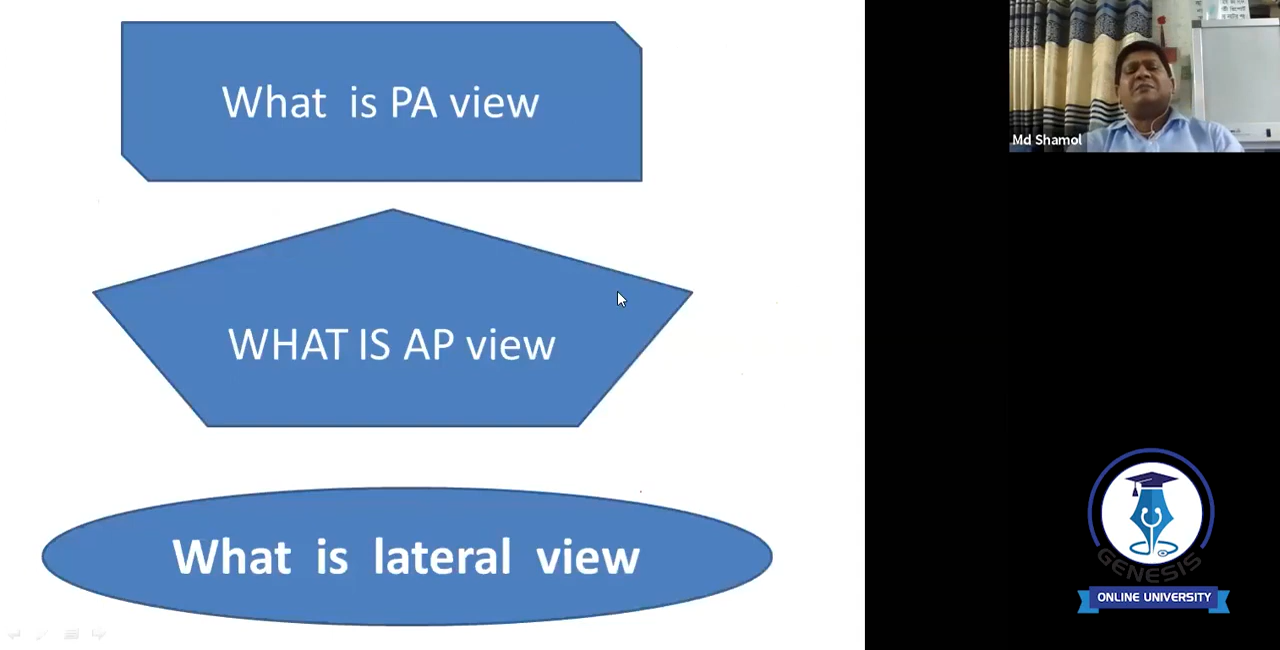 What is PA view
WHAT IS AP view
What is lateral view
Md Shamol
GENESIS
ONLINE UNIVERSITY